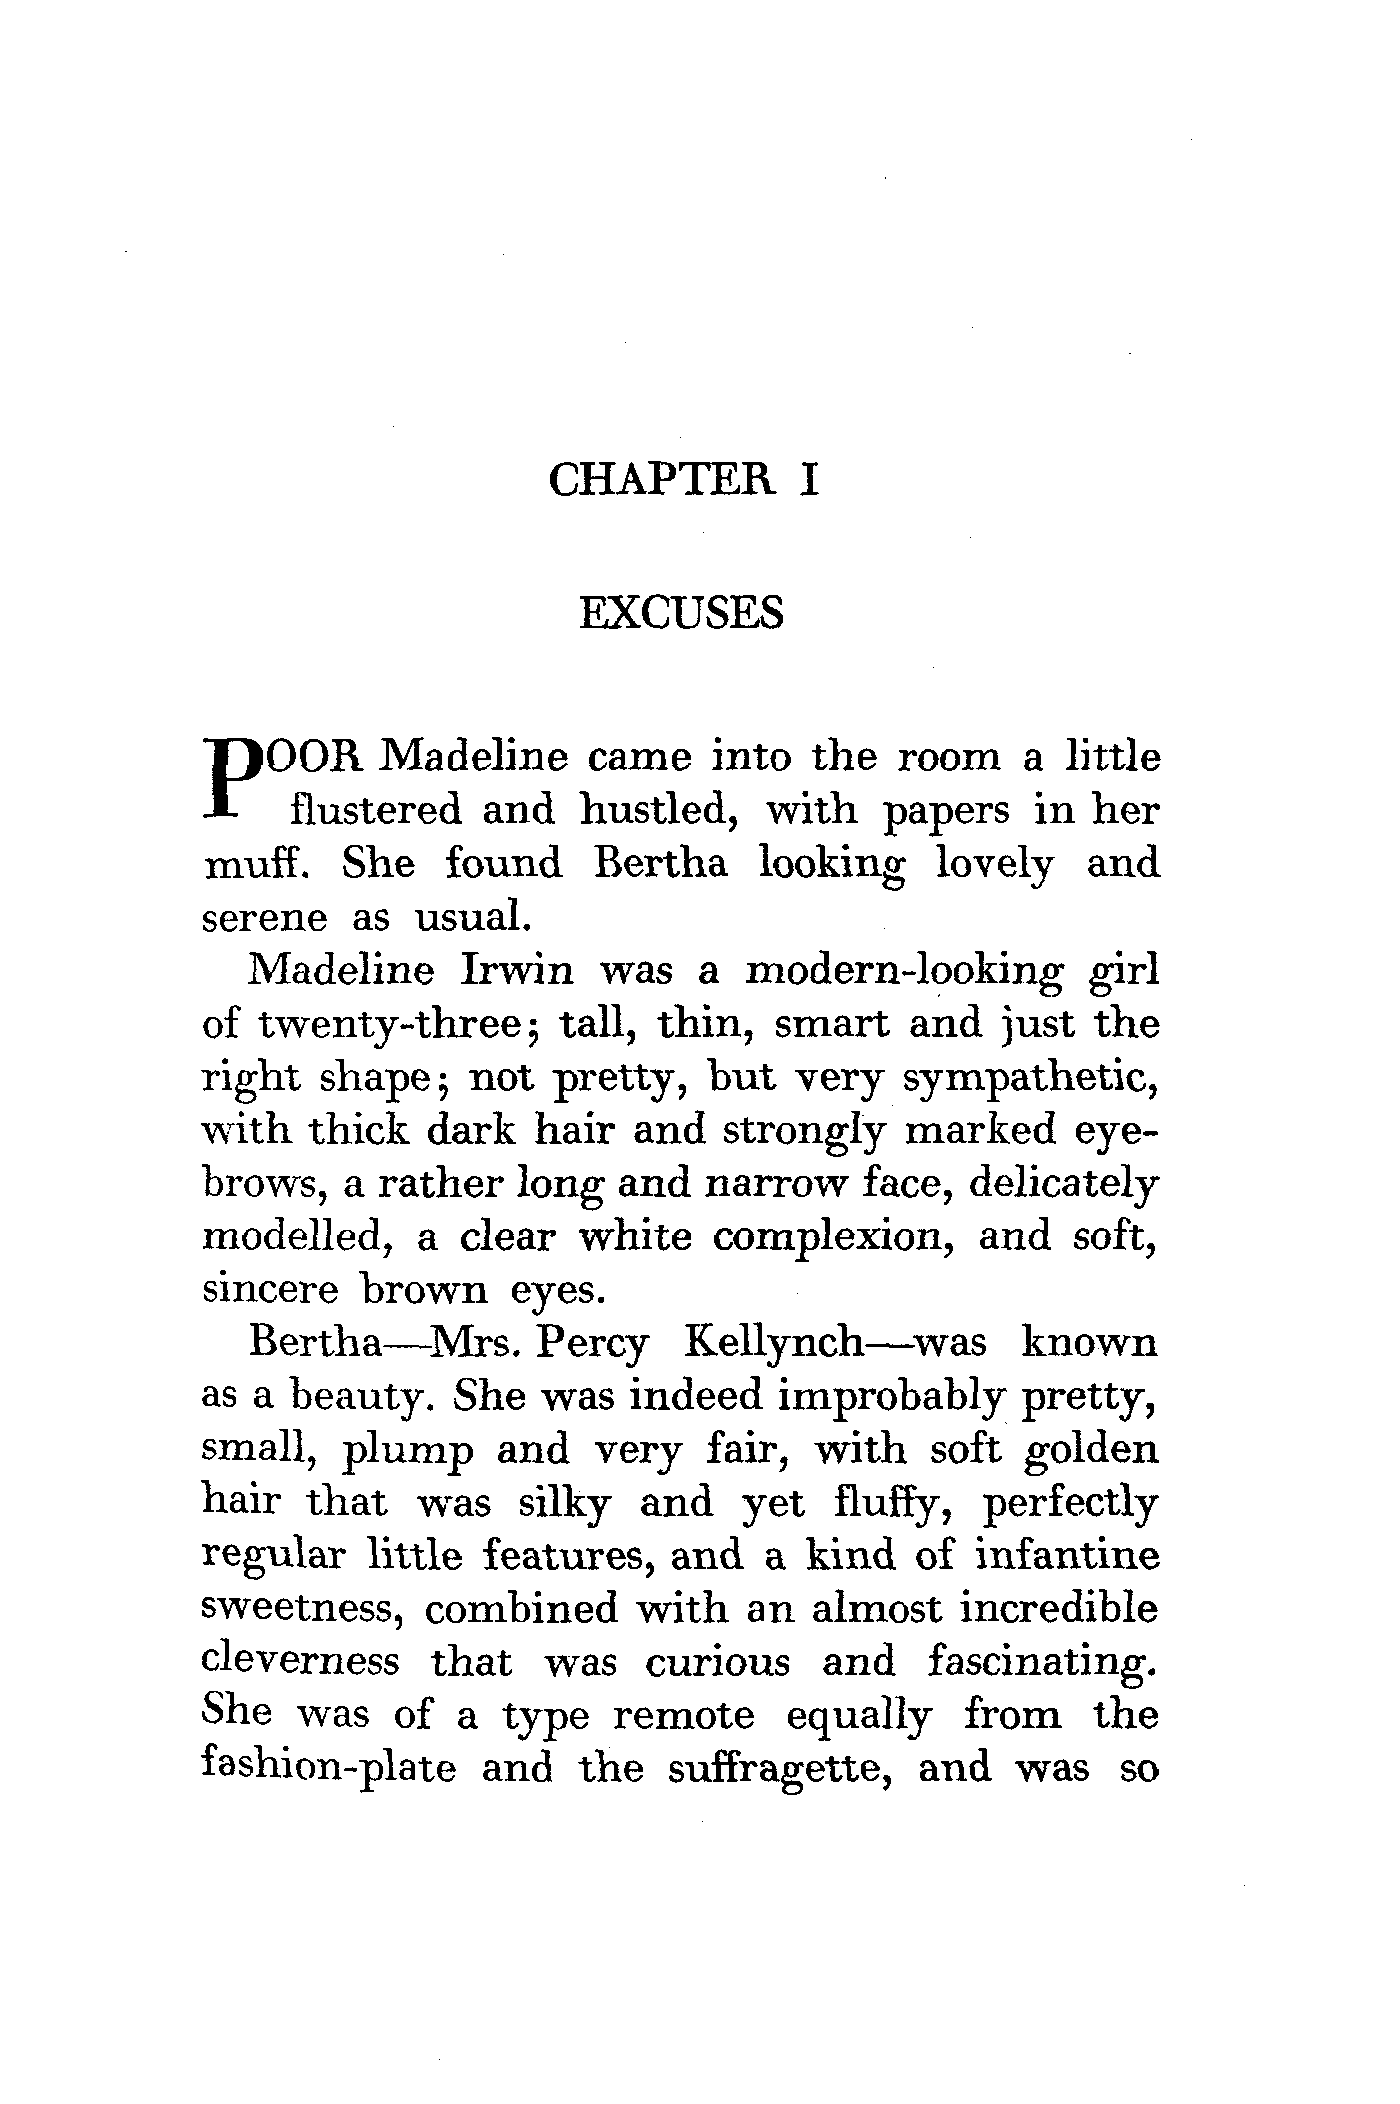 CHAPTER I
EXCUSES
POOR Madeline came into the room a little
flustered and hustled, with papers in her
muff. She found Bertha looking lovely and
serene as usual.
Madeline Irwin was a modern-looking girl
of twenty-three; tall, thin, smart and just the
right shape; not pretty, but very sympathetic,
with thick dark hair and strongly marked eye-
brows, a rather long and narrow face, delicately
modelled, a clear white complexion, and soft,
sincere brown eyes.
Bertha—Mrs. Percy Kellynch—was known
as a beauty. She was indeed improbably pretty,
small, plump and very fair, with soft golden
hair that was silky and yet fluffy, perfectly
regular little features, and a kind of infantine
sweetness, combined with an almost incredible
cleverness that was curious and fascinating.
She was of a type remote equally from the
fashion-plate and the suffragette, and was so